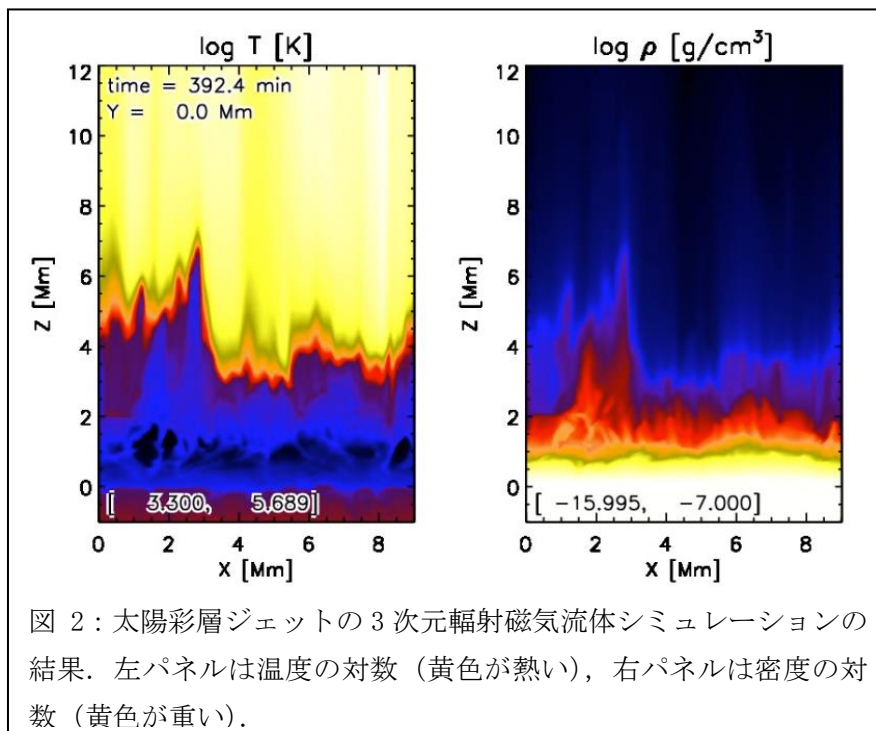 log T [K]
12
10
8
6
4
2
0
time = 392.4 min
Y = 0.0 Mm
[ 3.300, 5.689]
Z [Mm]
0 2 4 6 8
X [Mm]
log ρ [g/cm³]
12
10
8
6
4
2
0
[ -15.995, -7.000]
Z [Mm]
0 2 4 6 8
X [Mm]
図 2：太陽彩層ジェットの 3 次元輻射磁気流体シミュレーションの
結果．左パネルは温度の対数（黄色が熱い），右パネルは密度の対
数（黄色が重い）．